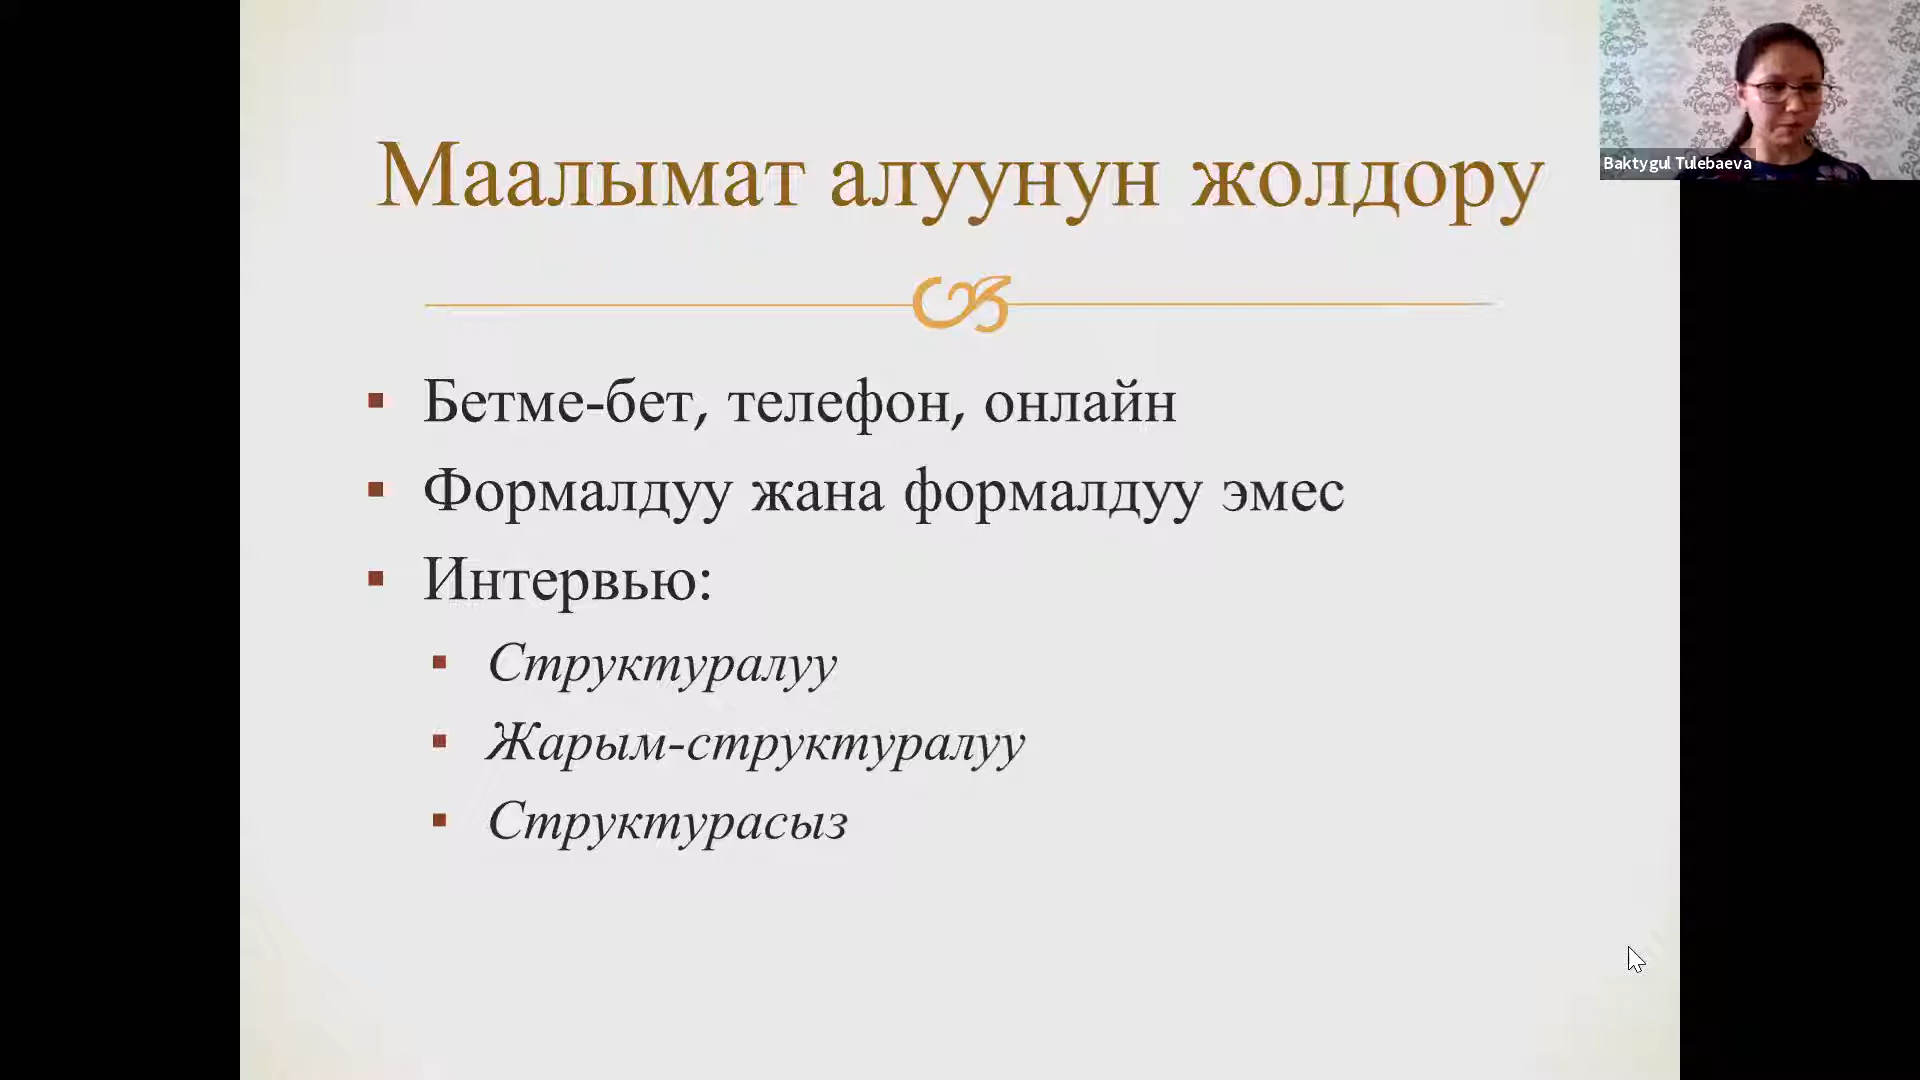 Маалымат алуунун жолдору
Baktygul Tulebaeva
Бетме-бет, телефон, онлайн
Формалдуу жана формалдуу эмес
Интервью:
Структуралуу
Жарым-структуралуу
Структурасыз